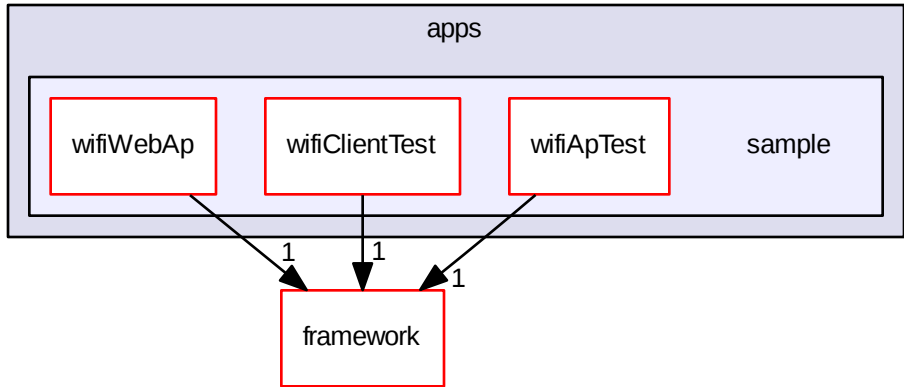 apps
wifiWebAp
wifiClientTest
wifiApTest
sample
1
1
1
framework